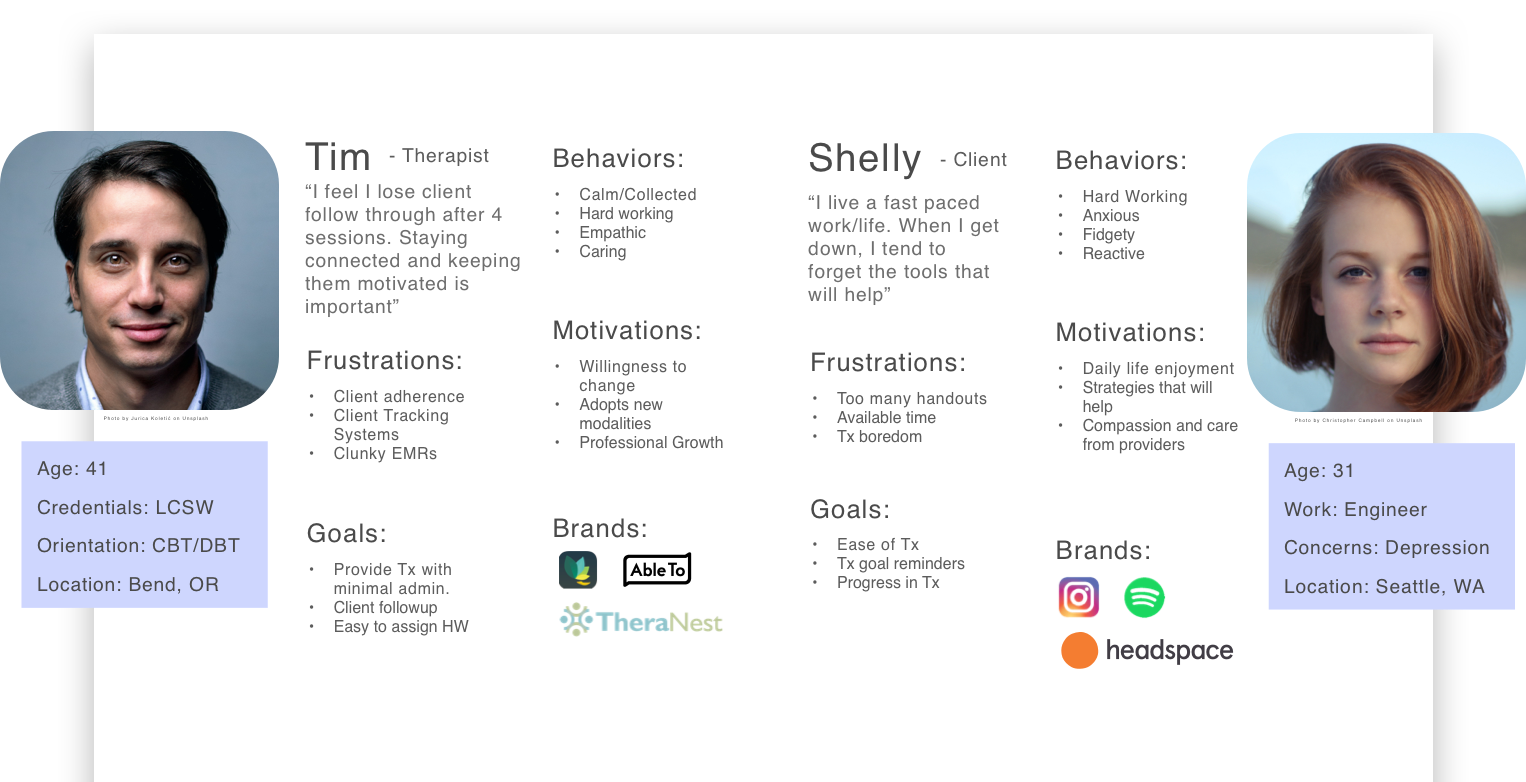 Tim - Therapist
“I feel I lose client
follow through after 4
sessions. Staying
connected and keeping
them motivated is
important”
Frustrations:
• Client adherence
• Client Tracking
Systems
• Clunky EMRs
Goals:
• Provide Tx with
minimal admin.
• Client followup
• Easy to assign HW
Behaviors:
• Calm/Collected
• Hard working
• Empathic
• Caring
Motivations:
• Willingness to
change
• Adopts new
modalities
• Professional Growth
Brands:
AbleTo
TheraNest
Photo by Jurica Koletić on Unsplash
Age: 41
Credentials: LCSW
Orientation: CBT/DBT
Location: Bend, OR
Shelly - Client
“I live a fast paced
work/life. When I get
down, I tend to
forget the tools that
will help”
Frustrations:
• Too many handouts
• Available time
• Tx boredom
Goals:
• Ease of Tx
• Tx goal reminders
• Progress in Tx
Behaviors:
• Hard Working
• Anxious
• Fidgety
• Reactive
Motivations:
• Daily life enjoyment
• Strategies that will
help
• Compassion and care
from providers
Brands:
headspace
Photo by Christopher Campbell on Unsplash
Age: 31
Work: Engineer
Concerns: Depression
Location: Seattle, WA